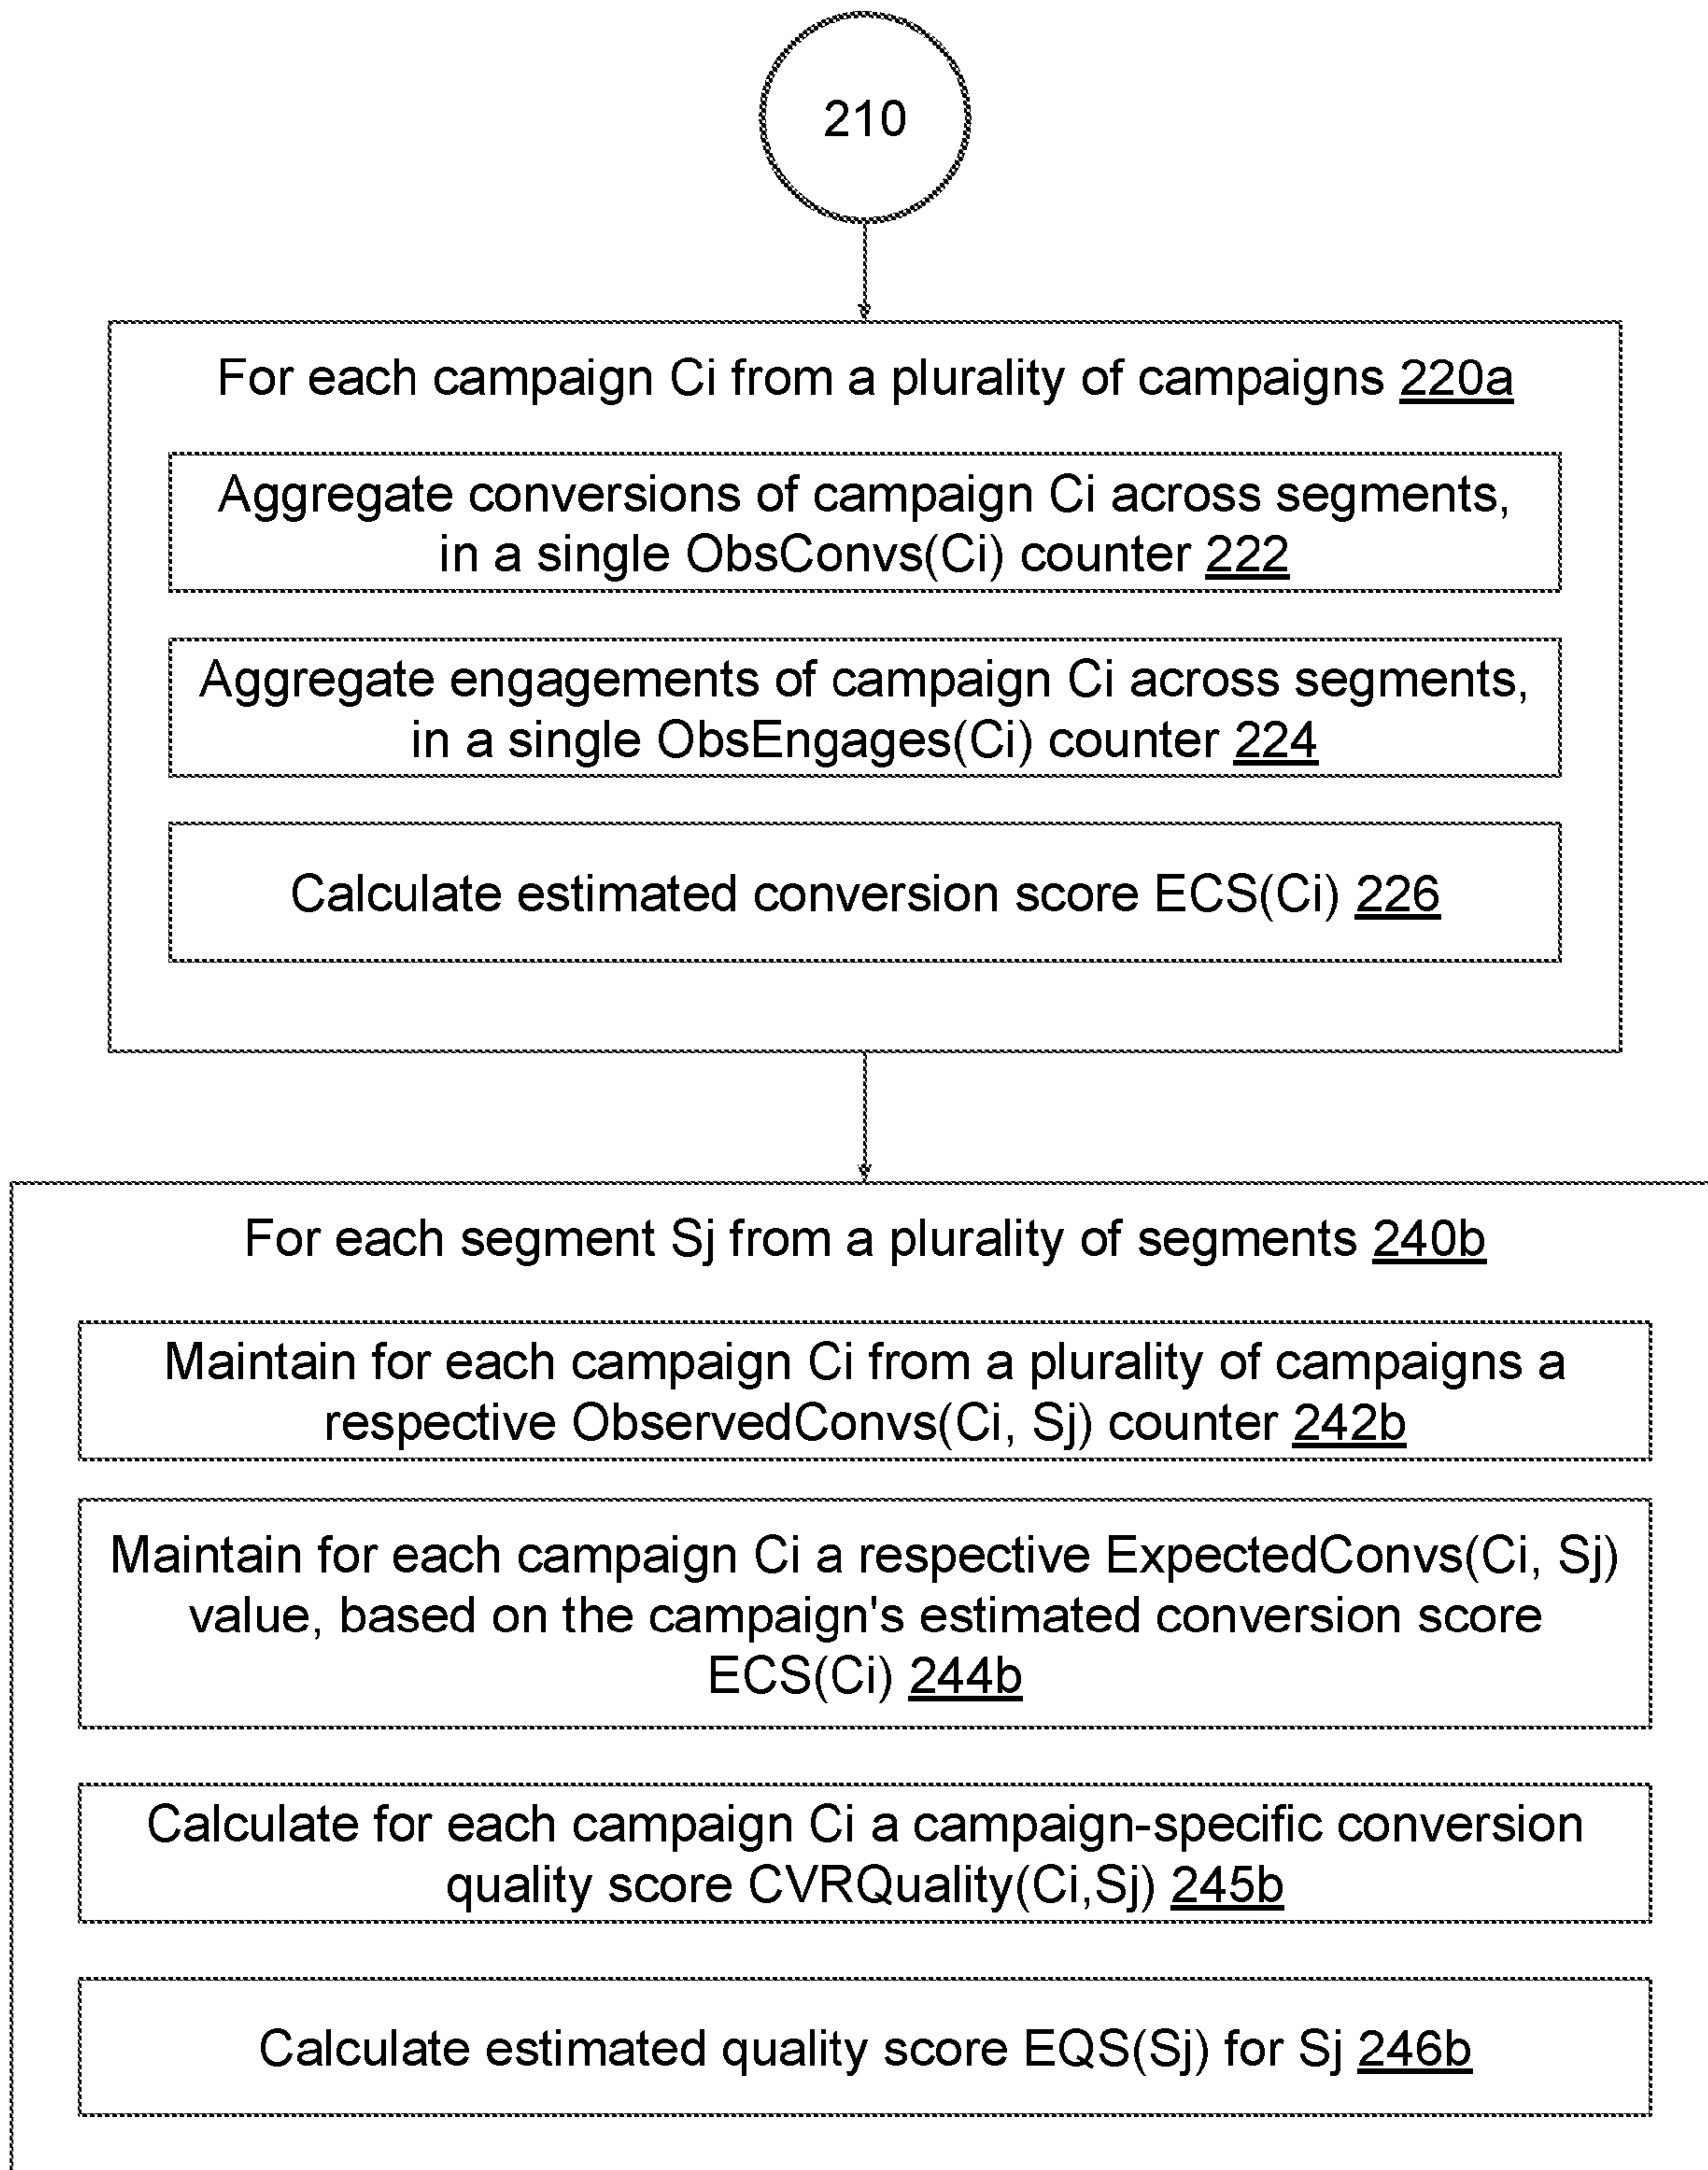 210
For each campaign Ci from a plurality of campaigns 220a
Aggregate conversions of campaign Ci across segments,
in a single ObsConvs(Ci) counter 222
Aggregate engagements of campaign Ci across segments,
in a single ObsEngages(Ci) counter 224
Calculate estimated conversion score ECS(Ci) 226
For each segment Sj from a plurality of segments 240b
Maintain for each campaign Ci from a plurality of campaigns a
respective ObservedConvs(Ci, Sj) counter 242b
Maintain for each campaign Ci a respective ExpectedConvs(Ci, Sj)
value, based on the campaign's estimated conversion score
ECS(Ci) 244b
Calculate for each campaign Ci a campaign-specific conversion
quality score CVRQuality(Ci,Sj) 245b
Calculate estimated quality score EQS(Sj) for Sj 246b